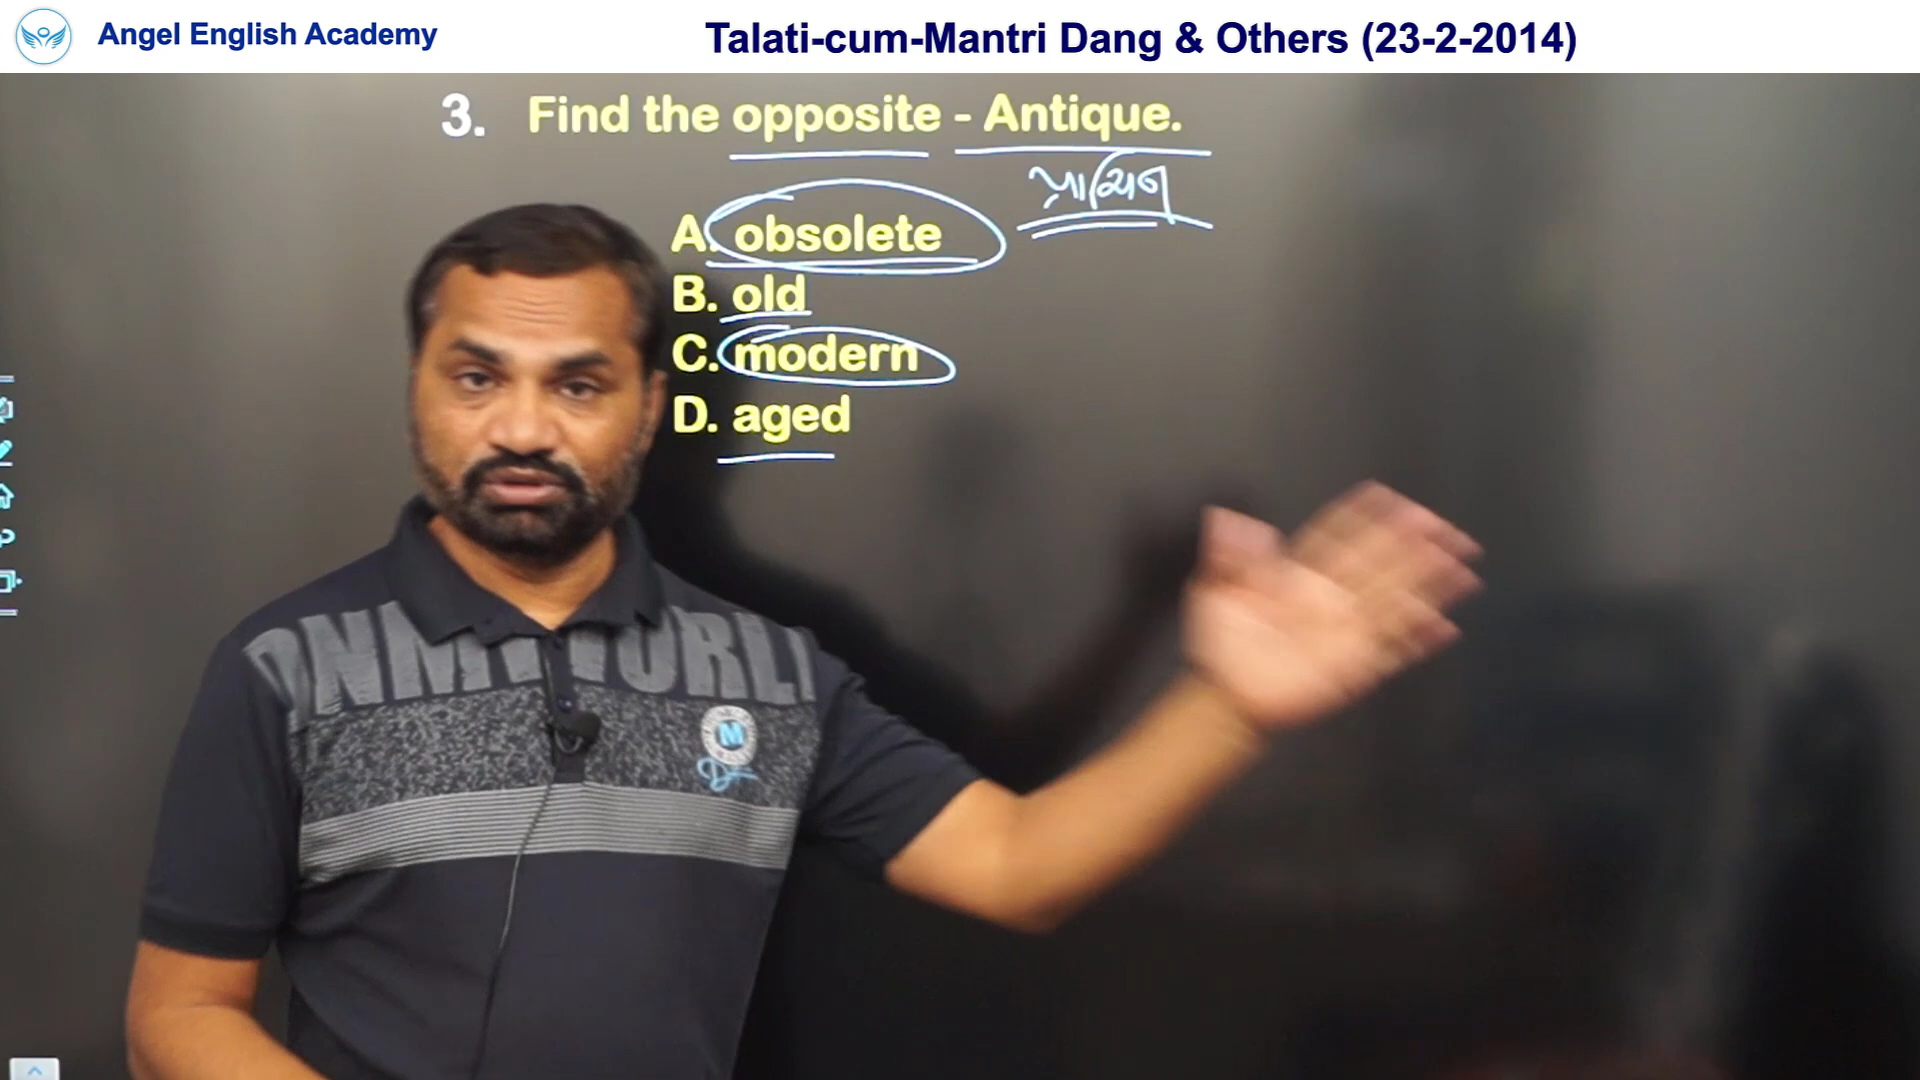 Angel English Academy
Talati-cum-Mantri Dang & Others (23-2-2014)
3. Find the opposite - Antique.
પ્રાચિન
A. obsolete
B. old
C. modern
D. aged
M